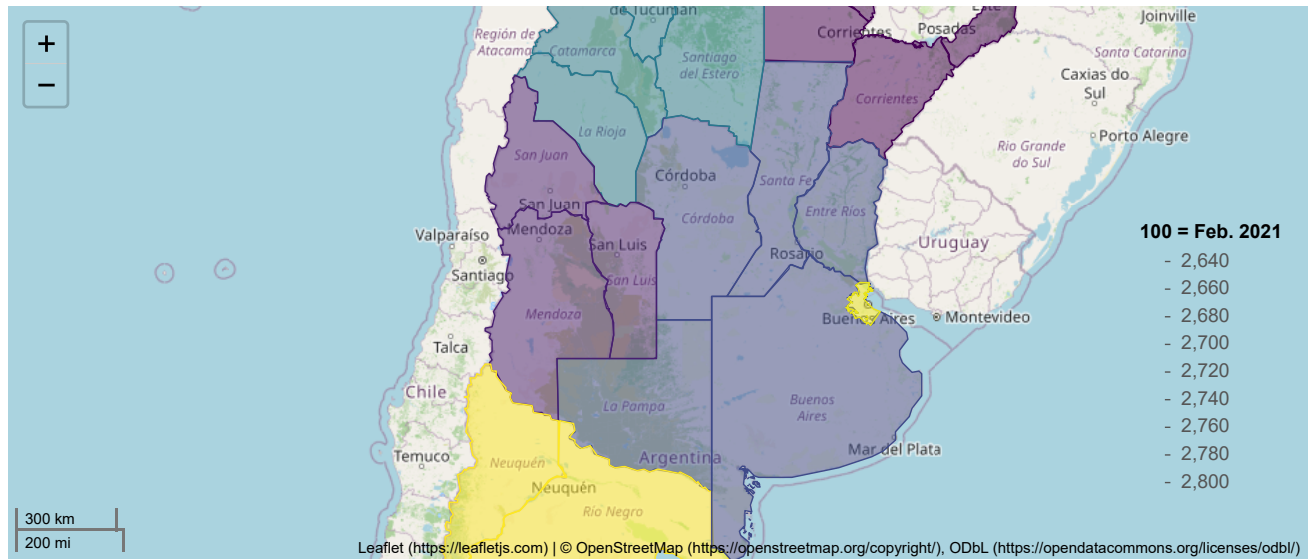 +
−
de Tucumán
Este
Joinville
Región de
Atacama
Catamarca
Santiago
del Estero
Corrientes
Posadas
Santa Catarina
Caxias do
Sul
Corrientes
La Rioja
Porto Alegre
San Juan
Rio Grande
do Sul
Córdoba
Santa Fe
San Juan
Córdoba
Entre Ríos
Mendoza
Valparaíso
San Luis
Uruguay
100 = Feb. 2021
Rosario
Santiago
San Luis
- 2,640
- 2,660
Mendoza
Buenos Aires
Montevideo
- 2,680
Talca
- 2,700
- 2,720
Chile
La Pampa
Buenos
Aires
- 2,740
- 2,760
Temuco
Neuquén
Argentina
Mar del Plata
- 2,780
Neuquén
- 2,800
Río Negro
300 km
200 mi
Leaflet (https://leafletjs.com) | © OpenStreetMap (https://openstreetmap.org/copyright/), ODbL (https://opendatacommons.org/licenses/odbl/)